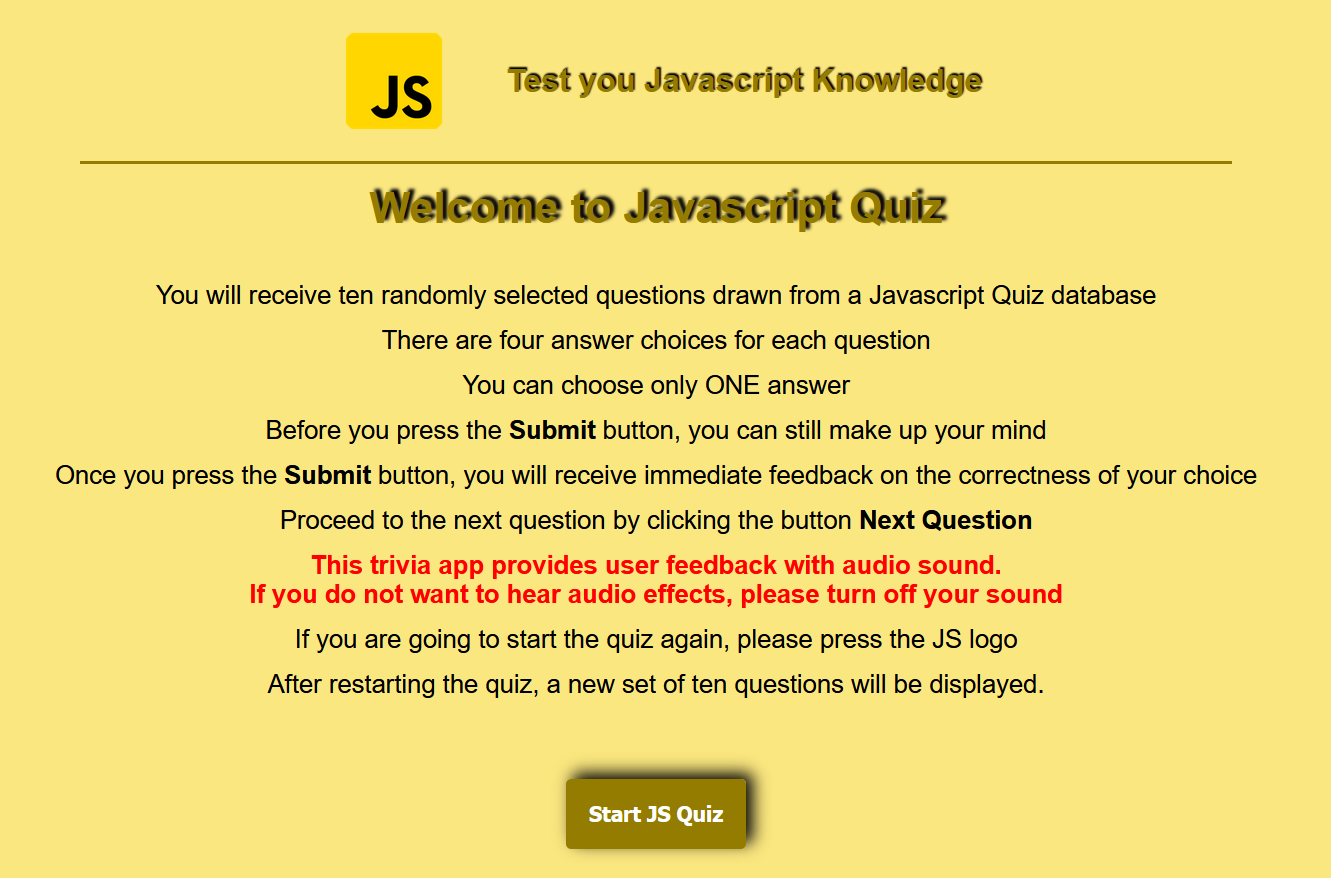 JS
Test you Javascript Knowledge
Welcome to Javascript Quiz
You will receive ten randomly selected questions drawn from a Javascript Quiz database
There are four answer choices for each question
You can choose only ONE answer
Before you press the Submit button, you can still make up your mind
Once you press the Submit button, you will receive immediate feedback on the correctness of your choice
Proceed to the next question by clicking the button Next Question
This trivia app provides user feedback with audio sound.
If you do not want to hear audio effects, please turn off your sound
If you are going to start the quiz again, please press the JS logo
After restarting the quiz, a new set of ten questions will be displayed.
Start JS Quiz